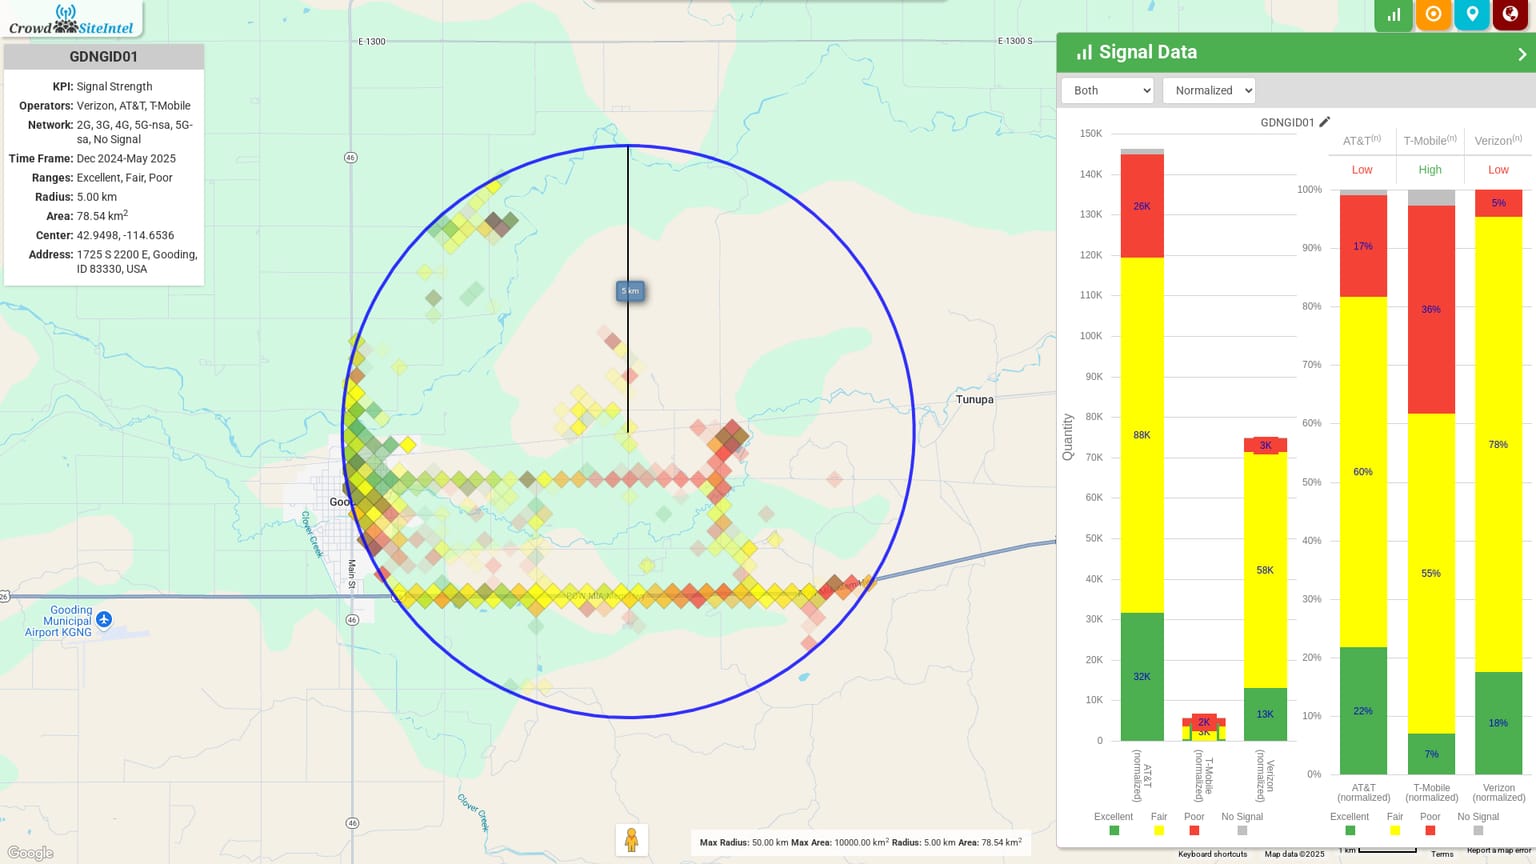 Crowd SiteIntel
GDNGID01
KPI: Signal Strength
Operators: Verizon, AT&T, T-Mobile
Network: 2G, 3G, 4G, 5G-nsa, 5G-
sa, No Signal
Time Frame: Dec 2024-May 2025
Ranges: Excellent, Fair, Poor
Radius: 5.00 km
Area: 78.54 km²
Center: 42.9498, -114.6536
Address: 1725 S 2200 E, Gooding,
ID 83330, USA
E-1300
E-1300 S
46
5 km
Tunupa
Goo
Clover Creek
Main St
26
46
Gooding
Municipal
Airport KGNG
Clover Creek
46
Google
Max Radius: 50.00 km Max Area: 10000.00 km² Radius: 5.00 km Area: 78.54 km²
Keyboard shortcuts
Map data ©2025
1 km
Terms
Report a map error
Signal Data
Both
Normalized
GDNGID01
150K
140K
130K
120K
110K
100K
90K
80K
70K
60K
50K
40K
30K
20K
10K
0
Quantity
26K
88K
32K
2K
3K
3K
58K
13K
AT&T
(normalized)
T-Mobile
(normalized)
Verizon
(normalized)
Excellent
Fair
Poor
No Signal
AT&T(n)
T-Mobile(n)
Verizon(n)
Low
High
Low
100%
90%
80%
70%
60%
50%
40%
30%
20%
10%
0%
17%
60%
22%
36%
55%
7%
5%
78%
18%
AT&T
(normalized)
T-Mobile
(normalized)
Verizon
(normalized)
Excellent
Fair
Poor
No Signal